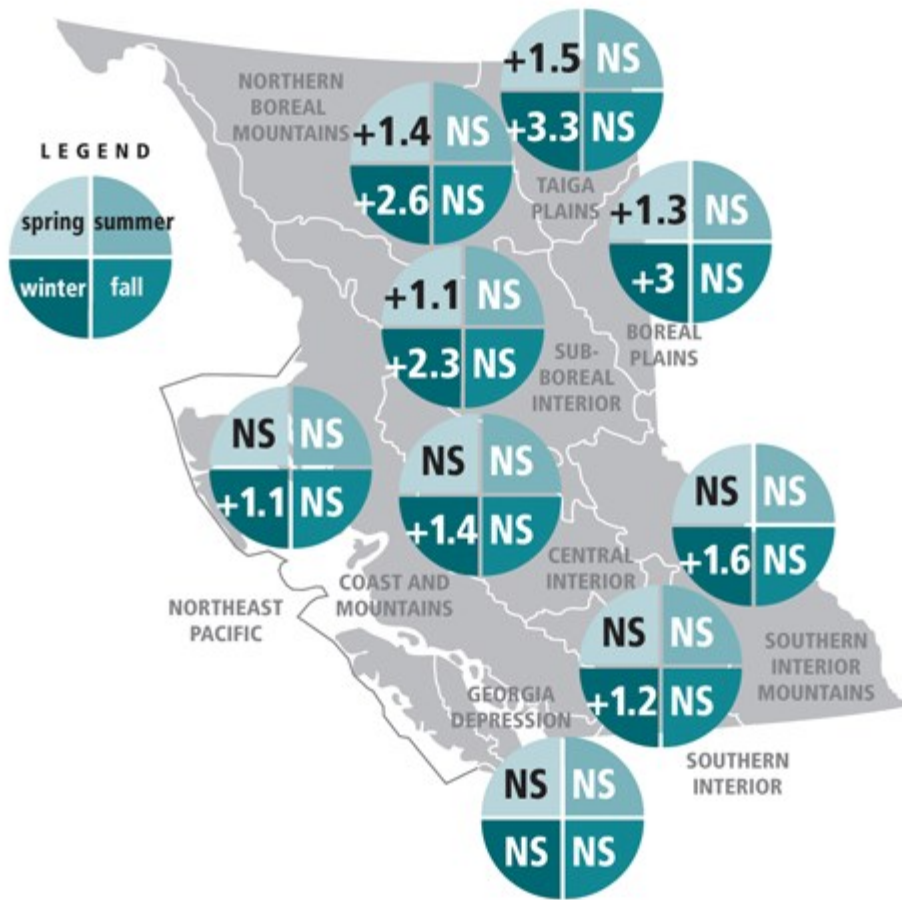 +1.5 NS
+3.3 NS
NORTHERN
BOREAL
MOUNTAINS
+1.4 NS
+2.6 NS
LEGEND
spring summer
winter fall
TAIGA
PLAINS
+1.3 NS
+3 NS
BOREAL
PLAINS
+1.1 NS
+2.3 NS
SUB-
BOREAL
INTERIOR
NS NS
+1.1 NS
NS NS
+1.4 NS
NS NS
+1.6 NS
CENTRAL
INTERIOR
COAST AND
MOUNTAINS
NORTHEAST
PACIFIC
NS NS
+1.2 NS
SOUTHERN
INTERIOR
MOUNTAINS
GEORGIA
DEPRESSION
SOUTHERN
INTERIOR
NS NS
NS NS